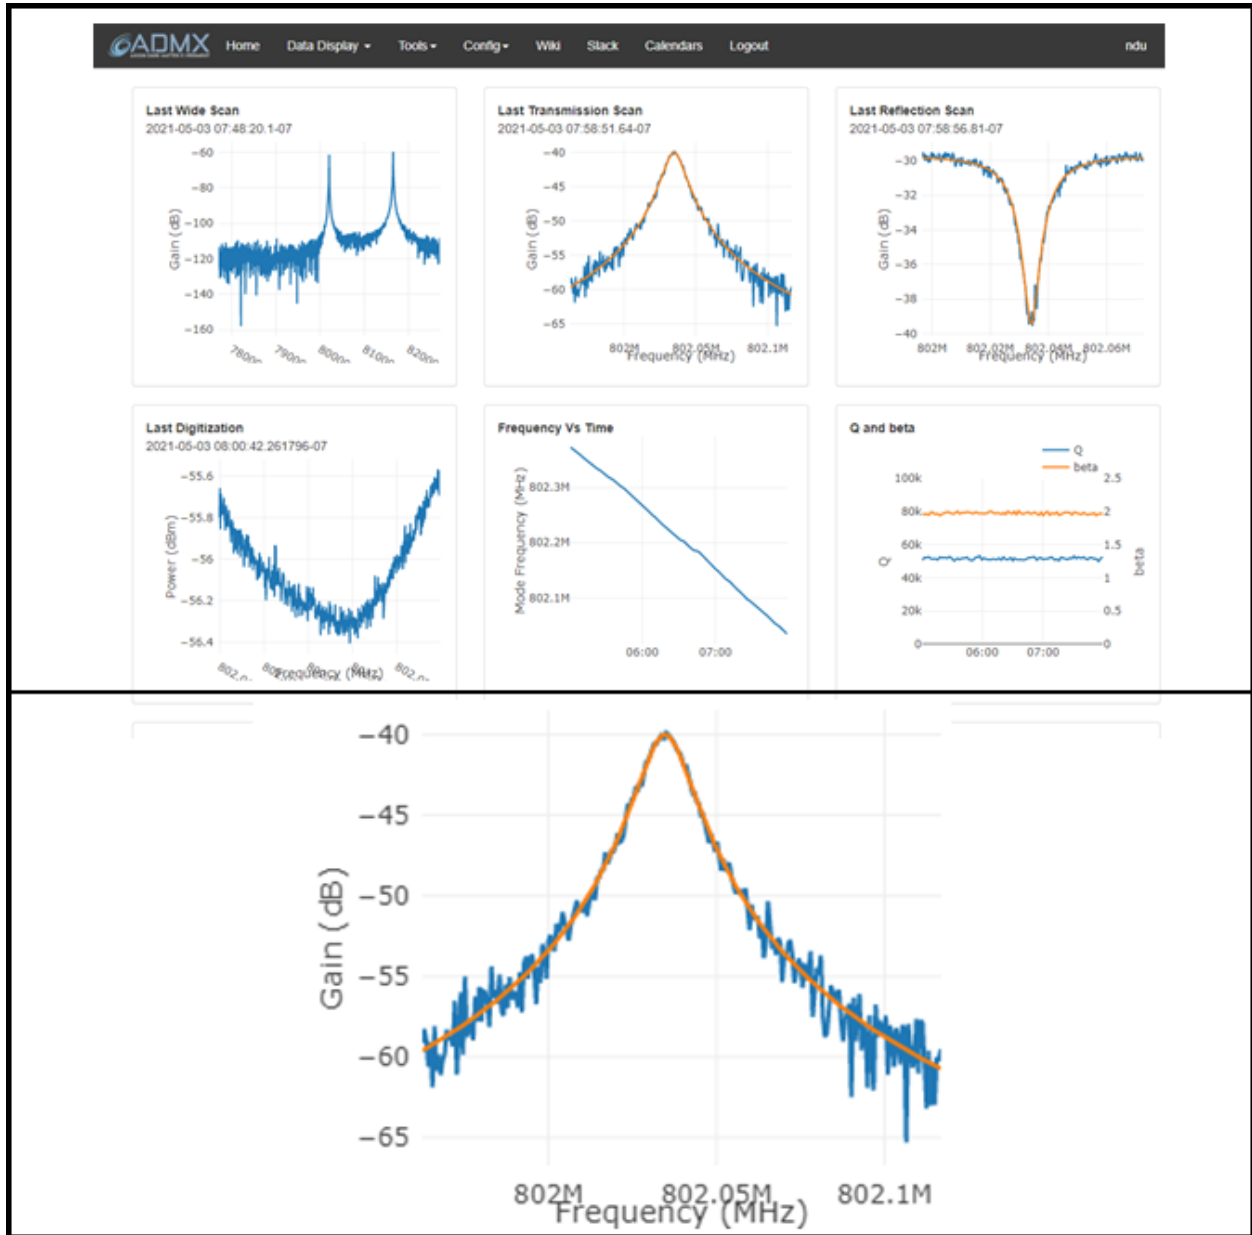 ADMX Home Data Display Tools Config Wiki Slack Calendars Logout ndu
Last Wide Scan
2021-05-03 07:48:20.1-07
−60
−80
−100
−120
−140
−160
Gain (dB)
Last Transmission Scan
2021-05-03 07:58:51.64-07
−40
−45
−50
−55
−60
−65
Gain (dB)
802M 802.05M 802.1M
Frequency (MHz)
Last Reflection Scan
2021-05-03 07:58:56.81-07
−30
−32
−34
−36
−38
−40
Gain (dB)
802M 802.02M 802.04M 802.06M
Frequency (MHz)
Last Digitization
2021-05-03 08:00:42.261796-07
−55.6
−55.8
−56
−56.2
−56.4
Power (dBm)
Frequency (MHz)
Frequency Vs Time
802.3M
802.2M
802.1M
Mode Frequency (MHz)
06:00 07:00
Q and beta
Q
beta
100k 2.5
80k 2
60k 1.5
40k 1
20k 0.5
0 0
Q
beta
06:00 07:00
−40
−45
−50
−55
−60
−65
Gain (dB)
802M 802.05M 802.1M
Frequency (MHz)